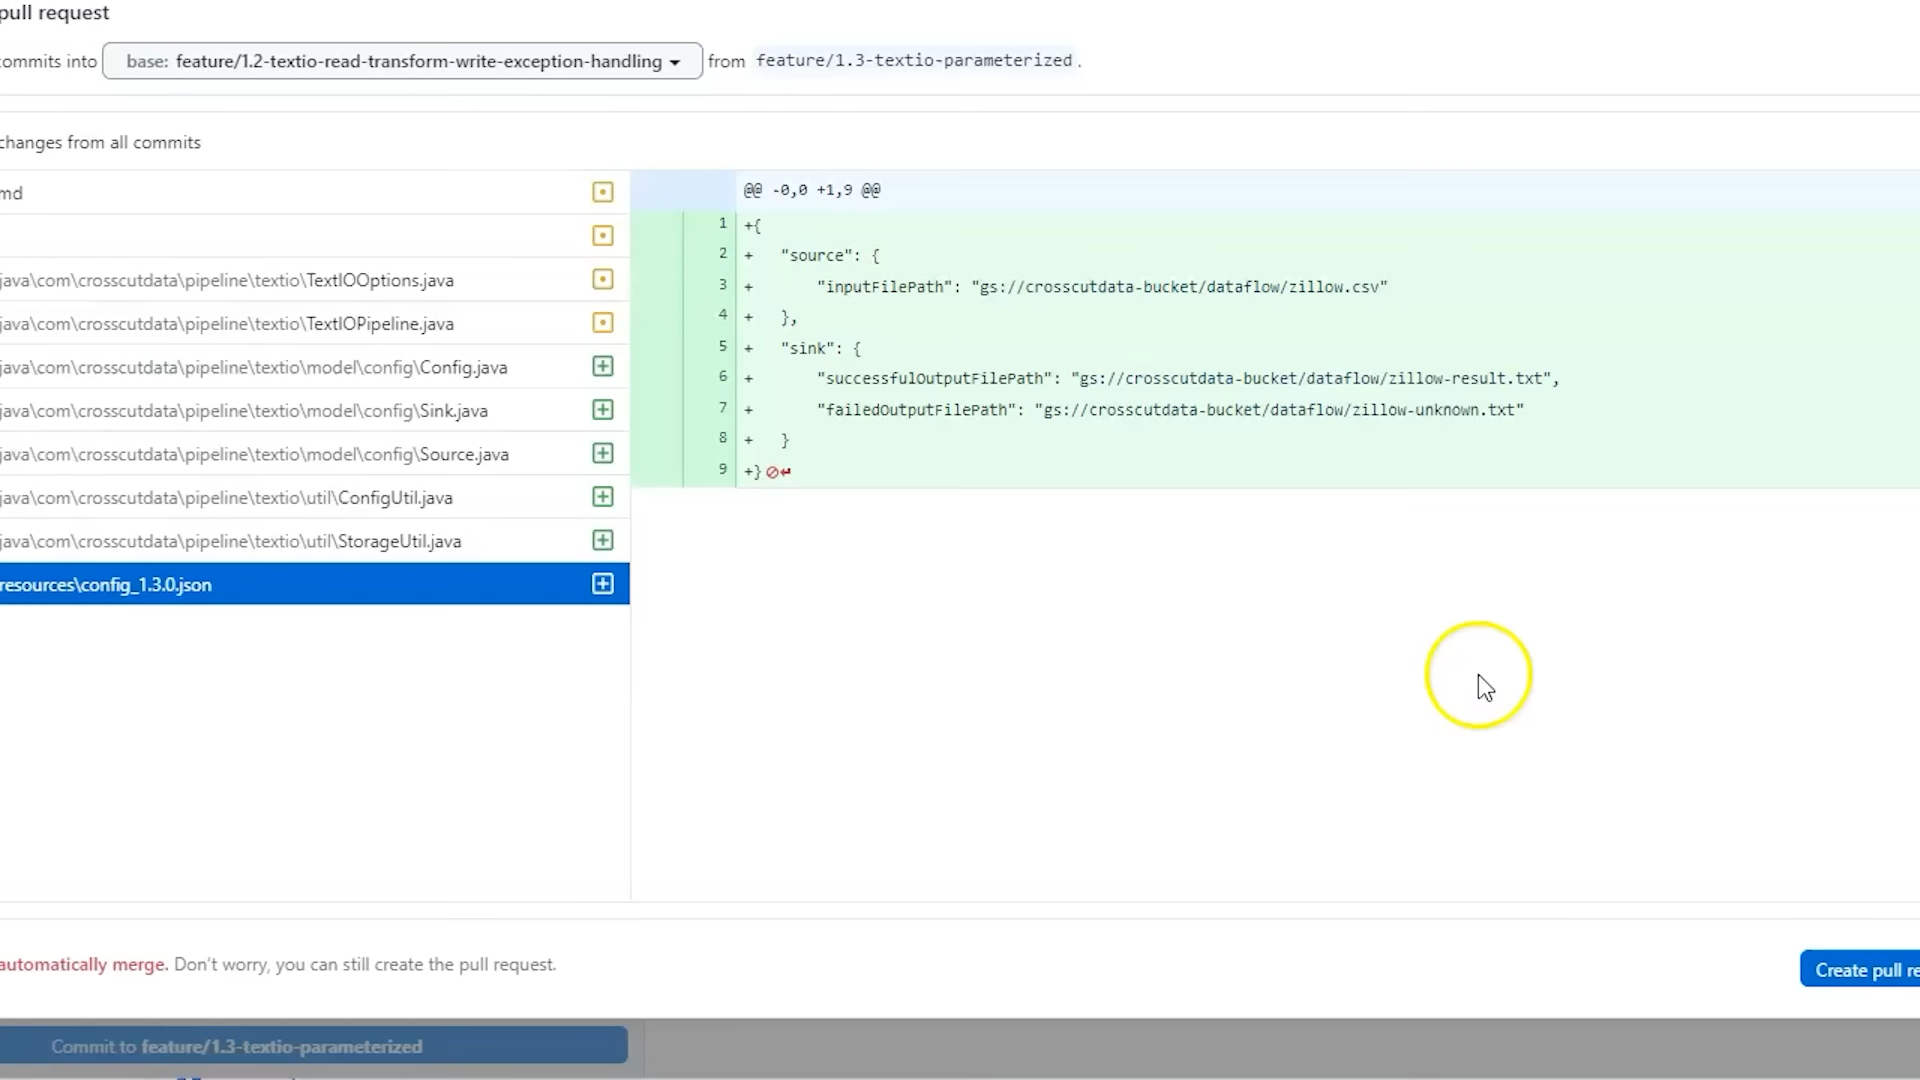 pull request
commits into base: feature/1.2-textio-read-transform-write-exception-handling from feature/1.3-textio-parameterized.
changes from all commits
md
java\com\crosscutdata\pipeline\textio\TextIOOptions.java
java\com\crosscutdata\pipeline\textio\TextIOPipeline.java
java\com\crosscutdata\pipeline\textio\model\config\Config.java
java\com\crosscutdata\pipeline\textio\model\config\Sink.java
java\com\crosscutdata\pipeline\textio\model\config\Source.java
java\com\crosscutdata\pipeline\textio\util\ConfigUtil.java
java\com\crosscutdata\pipeline\textio\util\StorageUtil.java
resources\config_1.3.0.json
@@ -0,0 +1,9 @@
1 +{
2 + "source": {
3 + "inputFilePath": "gs://crosscutdata-bucket/dataflow/zillow.csv"
4 + },
5 + "sink": {
6 + "successfulOutputFilePath": "gs://crosscutdata-bucket/dataflow/zillow-result.txt",
7 + "failedOutputFilePath": "gs://crosscutdata-bucket/dataflow/zillow-unknown.txt"
8 + }
9 +}
automatically merge. Don't worry, you can still create the pull request.
Create pull re
Commit to feature/1.3-textio-parameterized